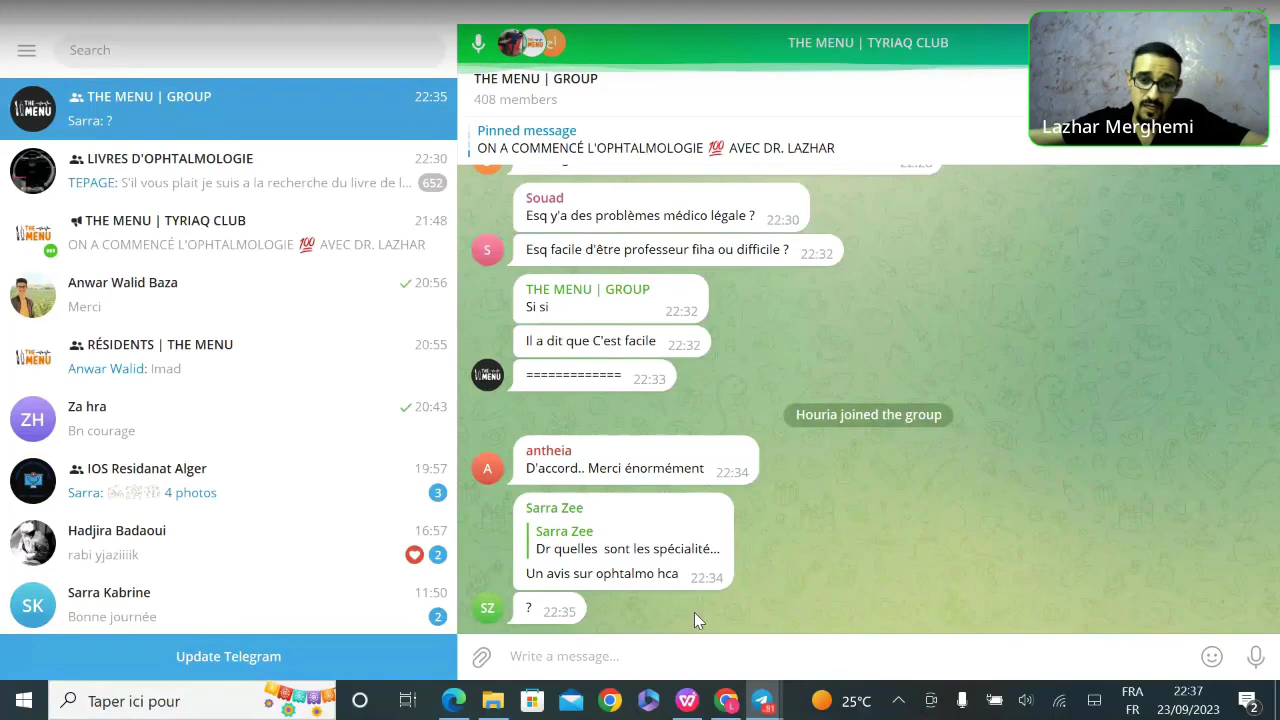 Search
THE MENU | GROUP 22:35
Sarra: ?
LIVRES D'OPHTALMOLOGIE 22:30
TEPAGE: S'il vous plait je suis a la recherche du livre de l... 652
THE MENU | TYRIAQ CLUB 21:48
ON A COMMENCÉ L'OPHTALMOLOGIE 💯 AVEC DR. LAZHAR
Anwar Walid Baza 20:56
Merci
RÉSIDENTS | THE MENU 20:55
Anwar Walid: Imad
ZH
Za hra 20:43
Bn courage
IOS Residanat Alger 19:57
Sarra: 4 photos 3
Hadjira Badaoui 16:57
rabi yjaziiiik 2
SK
Sarra Kabrine 11:50
Bonne journée 2
Update Telegram
THE MENU | TYRIAQ CLUB
THE MENU | GROUP
408 members
Pinned message
ON A COMMENCÉ L'OPHTALMOLOGIE 💯 AVEC DR. LAZHAR
Lazhar Merghemi
Souad
Esq y'a des problèmes médico légale ? 22:30
S
Esq facile d'être professeur fiha ou difficile ? 22:32
THE MENU | GROUP
Si si 22:32
Il a dit que C'est facile 22:32
THE MENU
============= 22:33
Houria joined the group
antheia
A
D'accord.. Merci énormément 22:34
Sarra Zee
Sarra Zee
Dr quelles sont les spécialité...
Un avis sur ophtalmo hca 22:34
SZ
? 22:35
Write a message...
Taper ici pour
81
25°C
FRA
FR
22:37
23/09/2023
2